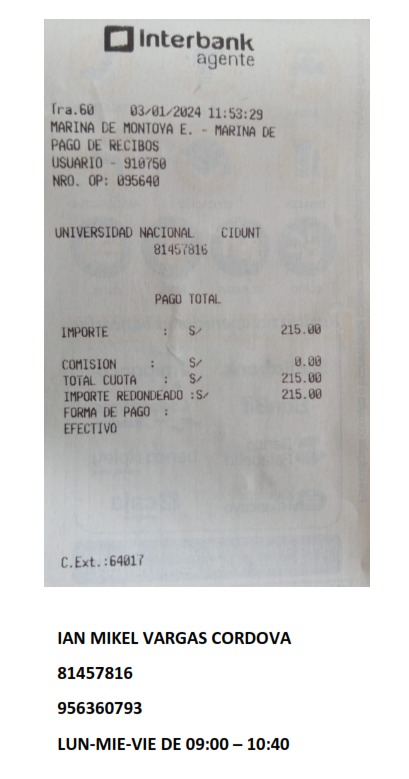 Interbank
agente
Tra.60 03/01/2024 11:53:29
MARINA DE MONTOYA E. - MARINA DE
PAGO DE RECIBOS
USUARIO - 910750
NRO. OP: 095640
UNIVERSIDAD NACIONAL CIDUNT
81457816
PAGO TOTAL
IMPORTE : S/ 215.00
COMISION : S/ 0.00
TOTAL CUOTA : S/ 215.00
IMPORTE REDONDEADO :S/ 215.00
FORMA DE PAGO :
EFECTIVO
C.Ext.:64017
IAN MIKEL VARGAS CORDOVA
81457816
956360793
LUN-MIE-VIE DE 09:00 – 10:40